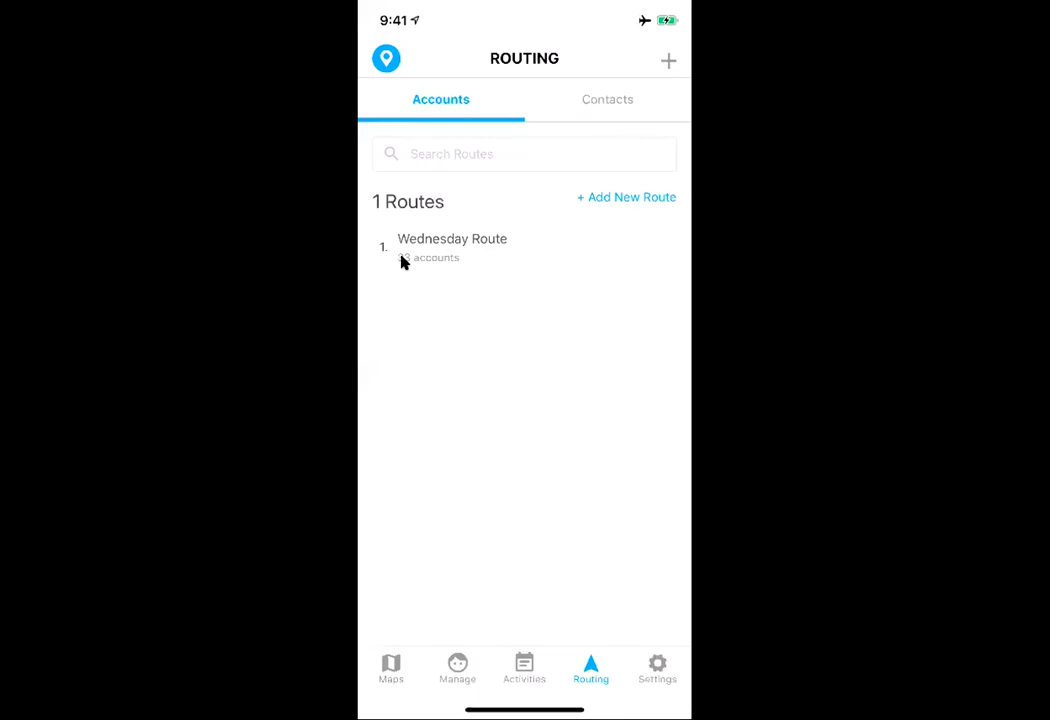 9:41
ROUTING
Accounts
Contacts
Search Routes
1 Routes
+ Add New Route
1.
Wednesday Route
accounts
Maps
Manage
Activities
Routing
Settings